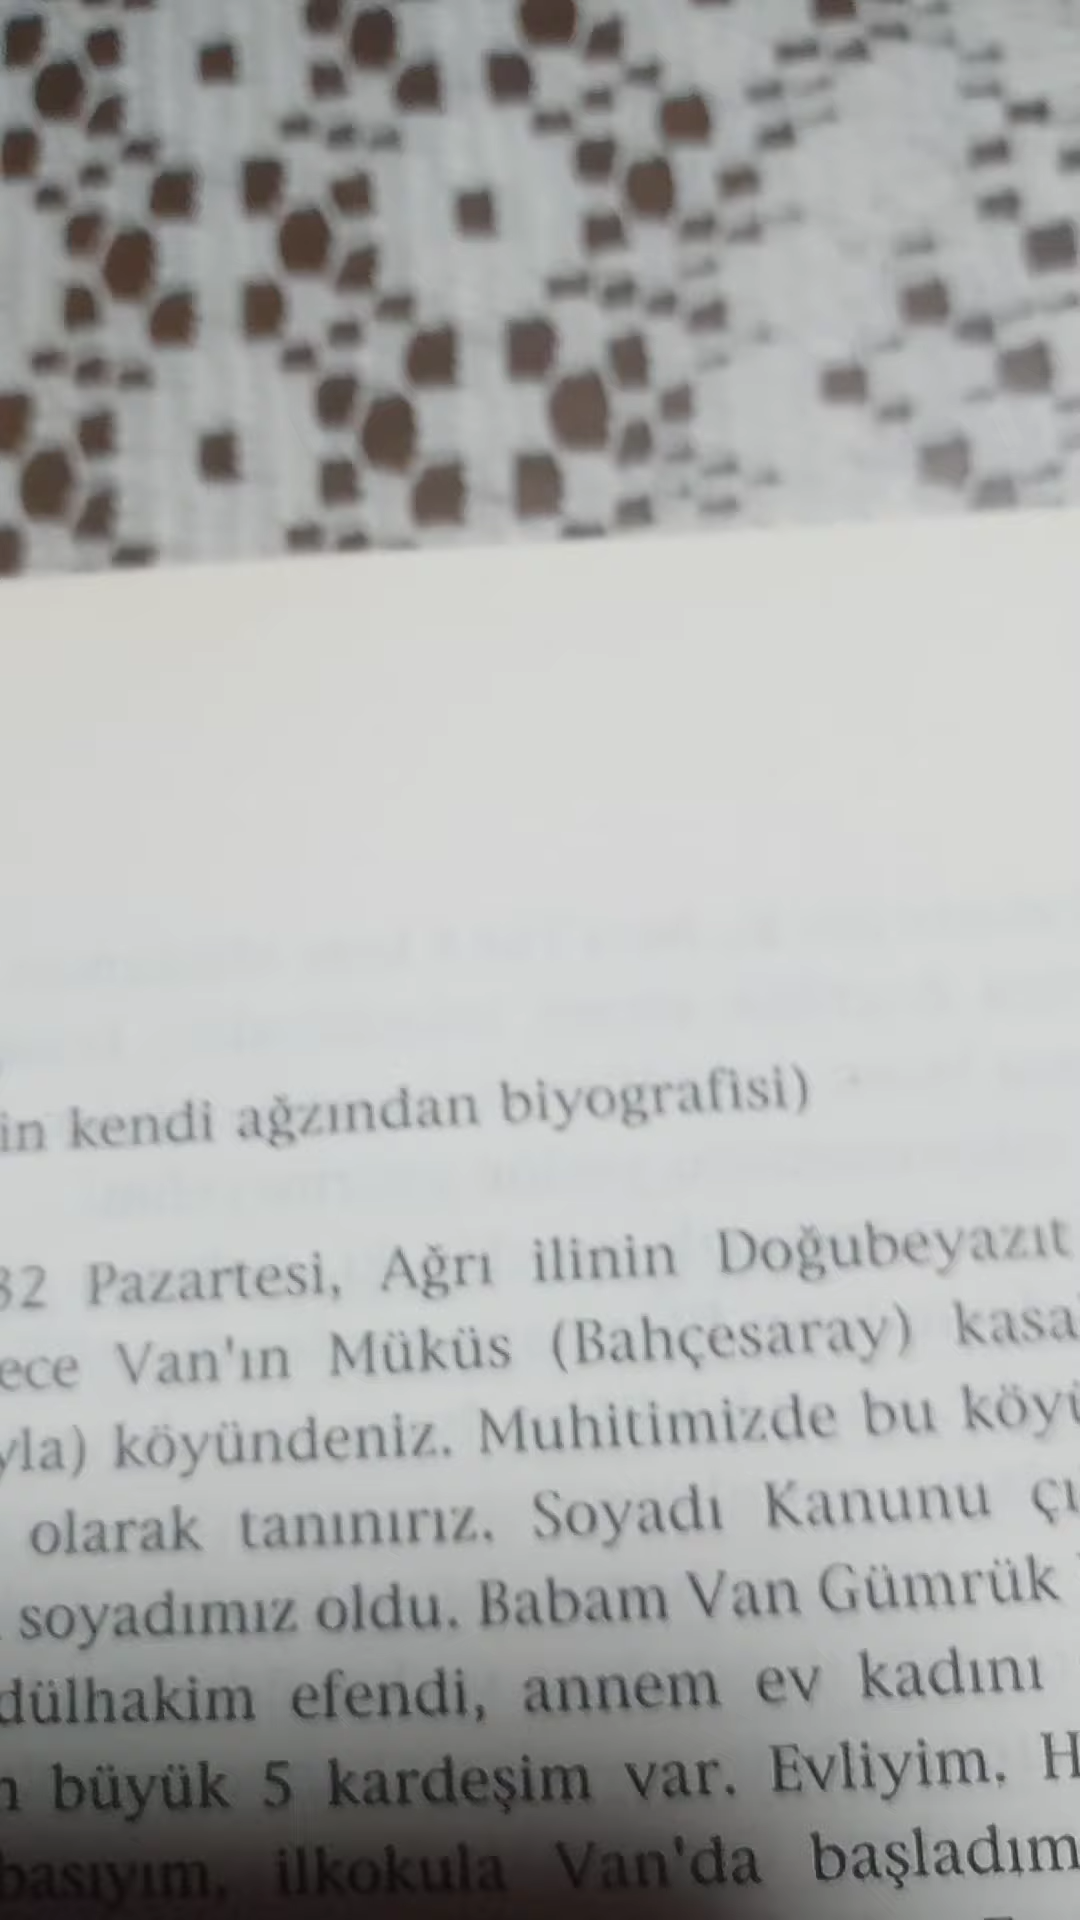 in kendi ağzından biyografisi)
32 Pazartesi, Ağrı ilinin Doğubeyazıt
ece Van'ın Müküs (Bahçesaray) kasa
yla) köyündeniz. Muhitimizde bu köyü
olarak tanınırız. Soyadı Kanunu çı
soyadımız oldu. Babam Van Gümrük
dülhakim efendi, annem ev kadını
büyük 5 kardeşim var. Evliyim. H
basıyım, ilkokula Van'da başladım